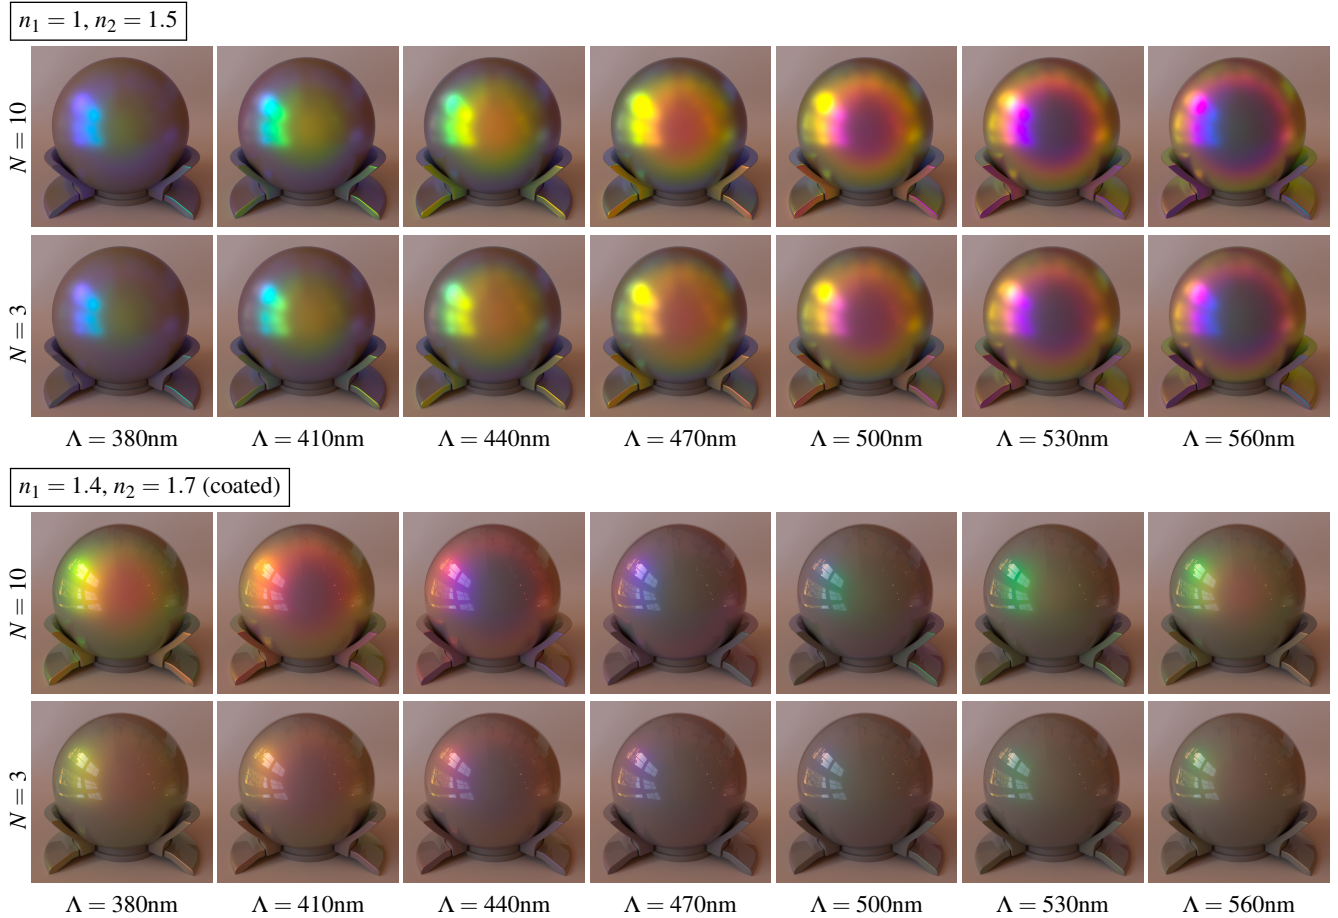 n₁ = 1, n₂ = 1.5
N = 10
N = 3
Λ = 380nm Λ = 410nm Λ = 440nm Λ = 470nm Λ = 500nm Λ = 530nm Λ = 560nm
n₁ = 1.4, n₂ = 1.7 (coated)
N = 10
N = 3
Λ = 380nm Λ = 410nm Λ = 440nm Λ = 470nm Λ = 500nm Λ = 530nm Λ = 560nm